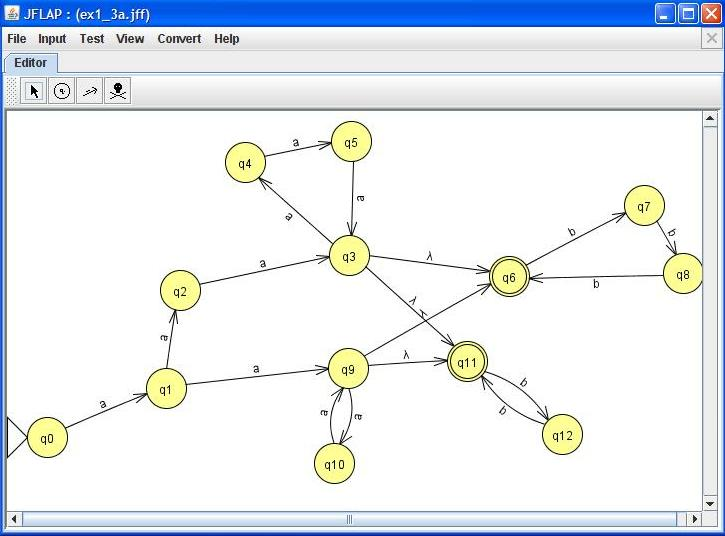 JFLAP : (ex1_3a.jff)
File Input Test View Convert Help
Editor
q5
a
q4
a
a
q7
b
b
a
q3
λ
q6
b
q8
q2
a
λ
λ
a
q11
λ
q9
a
q1
b
b
a
a
a
q12
q0
q10